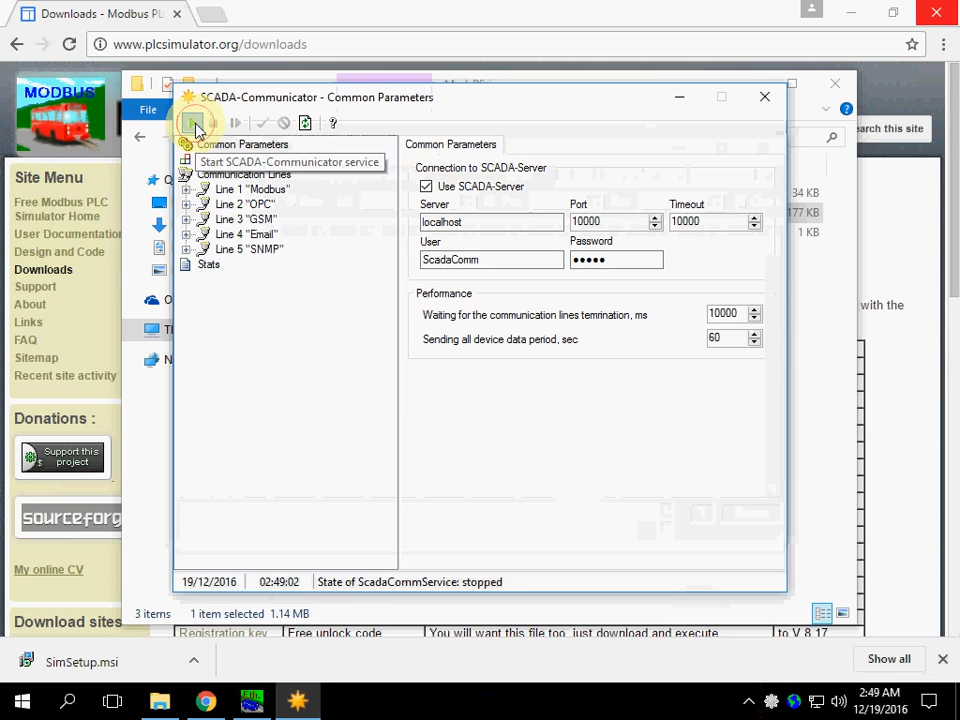 Downloads - Modbus PL
www.plcsimulator.org/downloads
MODBUS
File
SCADA-Communicator - Common Parameters
earch this site
Common Parameters
Start SCADA-Communicator service
Communication Lines
Line 1 "Modbus"
Line 2 "OPC"
Line 3 "GSM"
Line 4 "Email"
Line 5 "SNMP"
Stats
Common Parameters
Connection to SCADA-Server
Use SCADA-Server
Server
Port
Timeout
localhost
10000
10000
User
Password
ScadaComm
Performance
Waiting for the communication lines temrination, ms
10000
Sending all device data period, sec
60
19/12/2016
02:49:02
State of ScadaCommService: stopped
Site Menu
Free Modbus PLC
Simulator Home
User Documentation
Design and Code
Downloads
Support
About
Links
FAQ
Sitemap
Recent site activity
Donations :
Support this
project
sourceforg
My online CV
Download sites
34 KB
177 KB
1 KB
with the
3 items
1 item selected 1.14 MB
Registration key
Free unlock code
You will want this file too, just download and execute
to V 8.17
SimSetup.msi
Show all
2:49 AM
12/19/2016